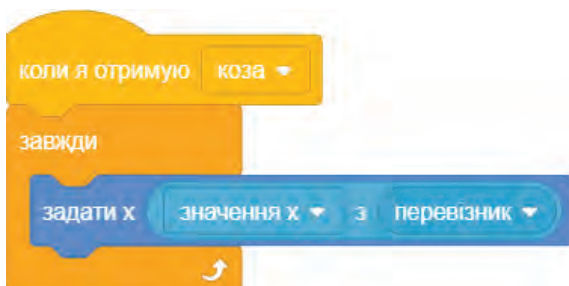 коли я отримую коза
завжди
задати х значення х з перевізник